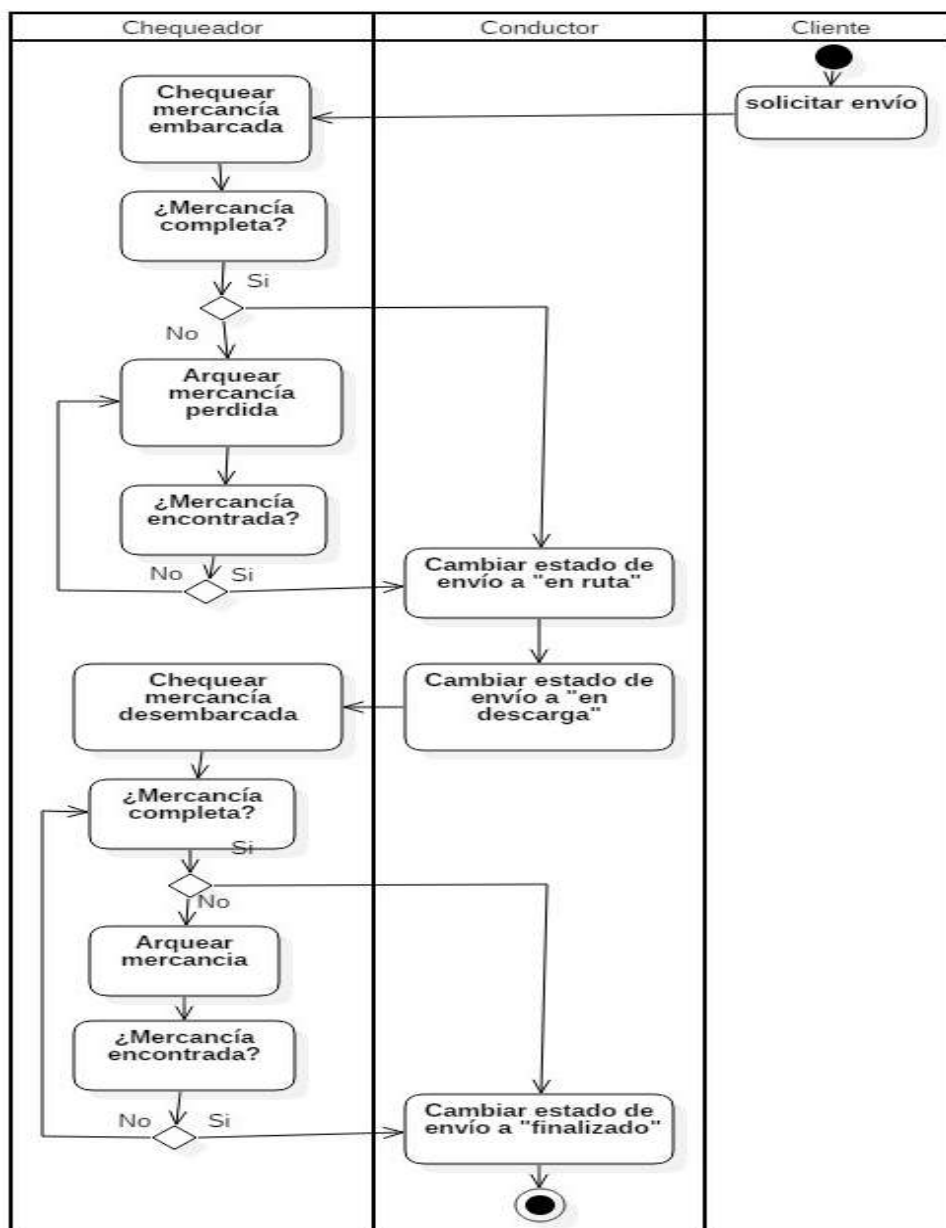 Chequeador
Conductor
Cliente
solicitar envío
Chequear
mercancía
embarcada
¿Mercancía
completa?
Si
No
Arquear
mercancía
perdida
¿Mercancía
encontrada?
No
Si
Cambiar estado de
envío a "en ruta"
Cambiar estado de
envío a "en
descarga"
Chequear
mercancía
desembarcada
¿Mercancía
completa?
Si
No
Arquear
mercancia
¿Mercancía
encontrada?
No
Si
Cambiar estado de
envío a "finalizado"